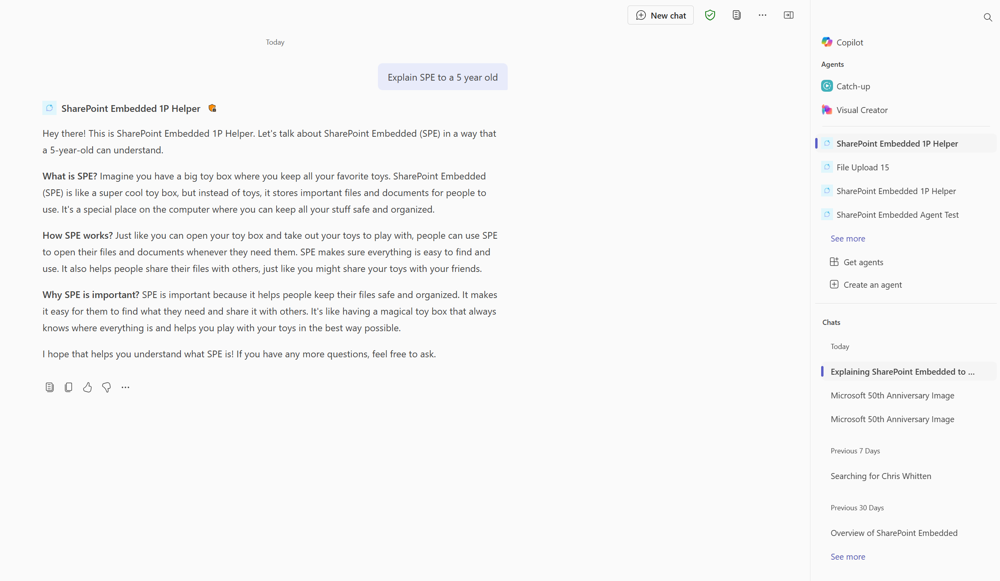 New chat
Today
Explain SPE to a 5 year old
SharePoint Embedded 1P Helper
Hey there! This is SharePoint Embedded 1P Helper. Let's talk about SharePoint Embedded (SPE) in a way that
a 5-year-old can understand.
What is SPE? Imagine you have a big toy box where you keep all your favorite toys. SharePoint Embedded
(SPE) is like a super cool toy box, but instead of toys, it stores important files and documents for people to
use. It's a special place on the computer where you can keep all your stuff safe and organized.
How SPE works? Just like you can open your toy box and take out your toys to play with, people can use SPE
to open their files and documents whenever they need them. SPE makes sure everything is easy to find and
use. It also helps people share their files with others, just like you might share your toys with your friends.
Why SPE is important? SPE is important because it helps people keep their files safe and organized. It makes
it easy for them to find what they need and share it with others. It's like having a magical toy box that always
knows where everything is and helps you play with your toys in the best way possible.
I hope that helps you understand what SPE is! If you have any more questions, feel free to ask.
Copilot
Agents
Catch-up
Visual Creator
SharePoint Embedded 1P Helper
File Upload 15
SharePoint Embedded 1P Helper
SharePoint Embedded Agent Test
See more
Get agents
Create an agent
Chats
Today
Explaining SharePoint Embedded to ...
Microsoft 50th Anniversary Image
Microsoft 50th Anniversary Image
Previous 7 Days
Searching for Chris Whitten
Previous 30 Days
Overview of SharePoint Embedded
See more